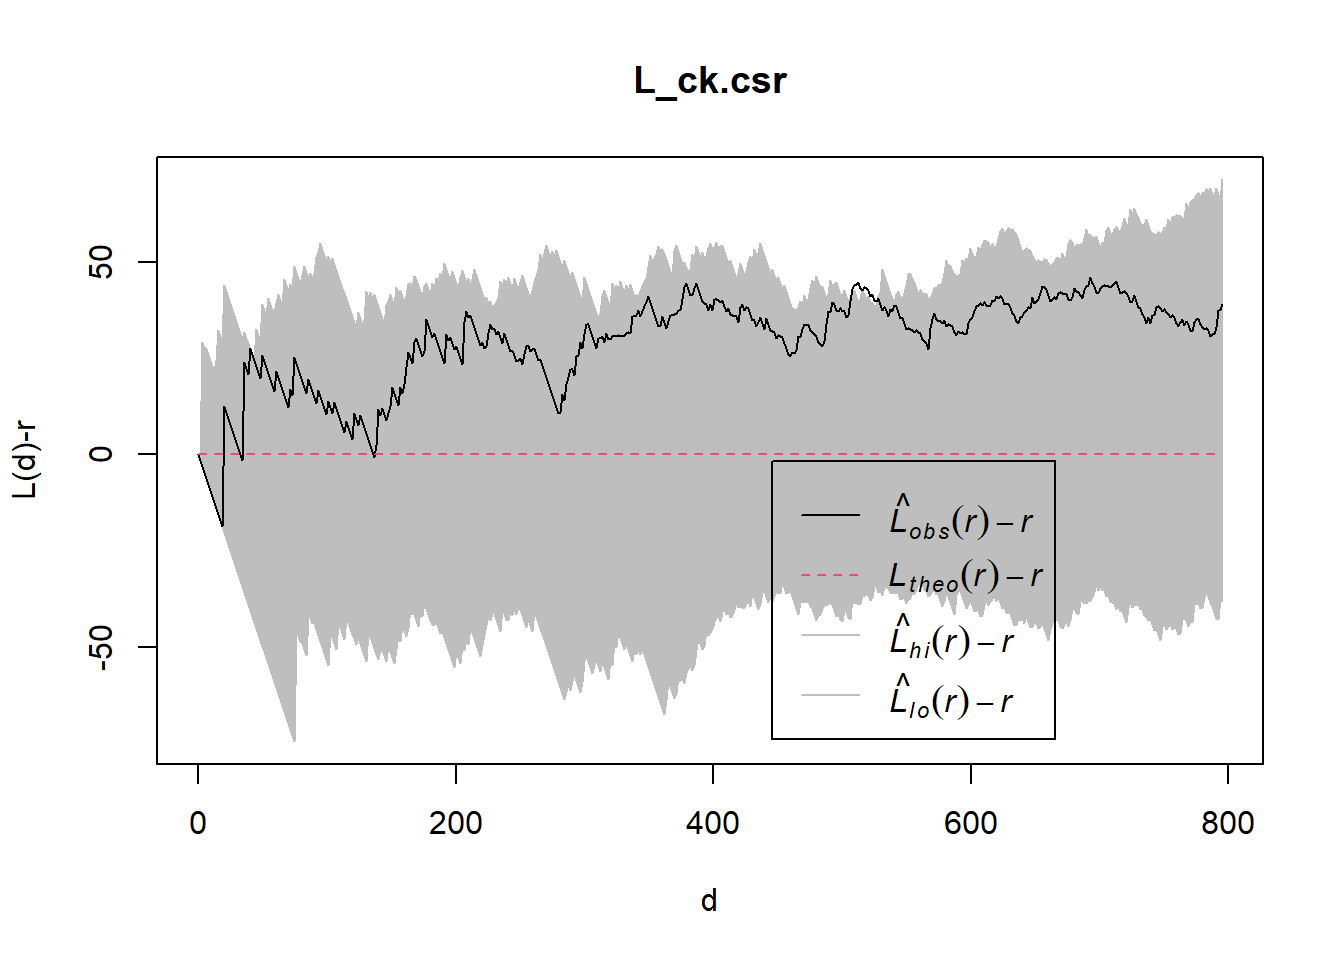 L_ck.csr
L(d)-r
50
0
-50
0 200 400 600 800
d
L̂obs(r) − r
Ltheo(r) − r
L̂hi(r) − r
L̂lo(r) − r